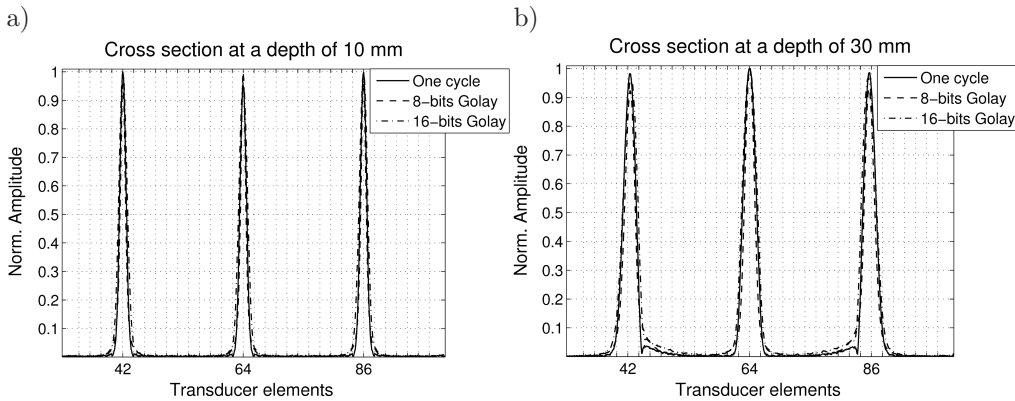 a)
Cross section at a depth of 10 mm
1
0.9
0.8
0.7
0.6
0.5
0.4
0.3
0.2
0.1
Norm. Amplitude
One cycle
8−bits Golay
16−bits Golay
42 64 86
Transducer elements
b)
Cross section at a depth of 30 mm
1
0.9
0.8
0.7
0.6
0.5
0.4
0.3
0.2
0.1
Norm. Amplitude
One cycle
8−bits Golay
16−bits Golay
42 64 86
Transducer elements